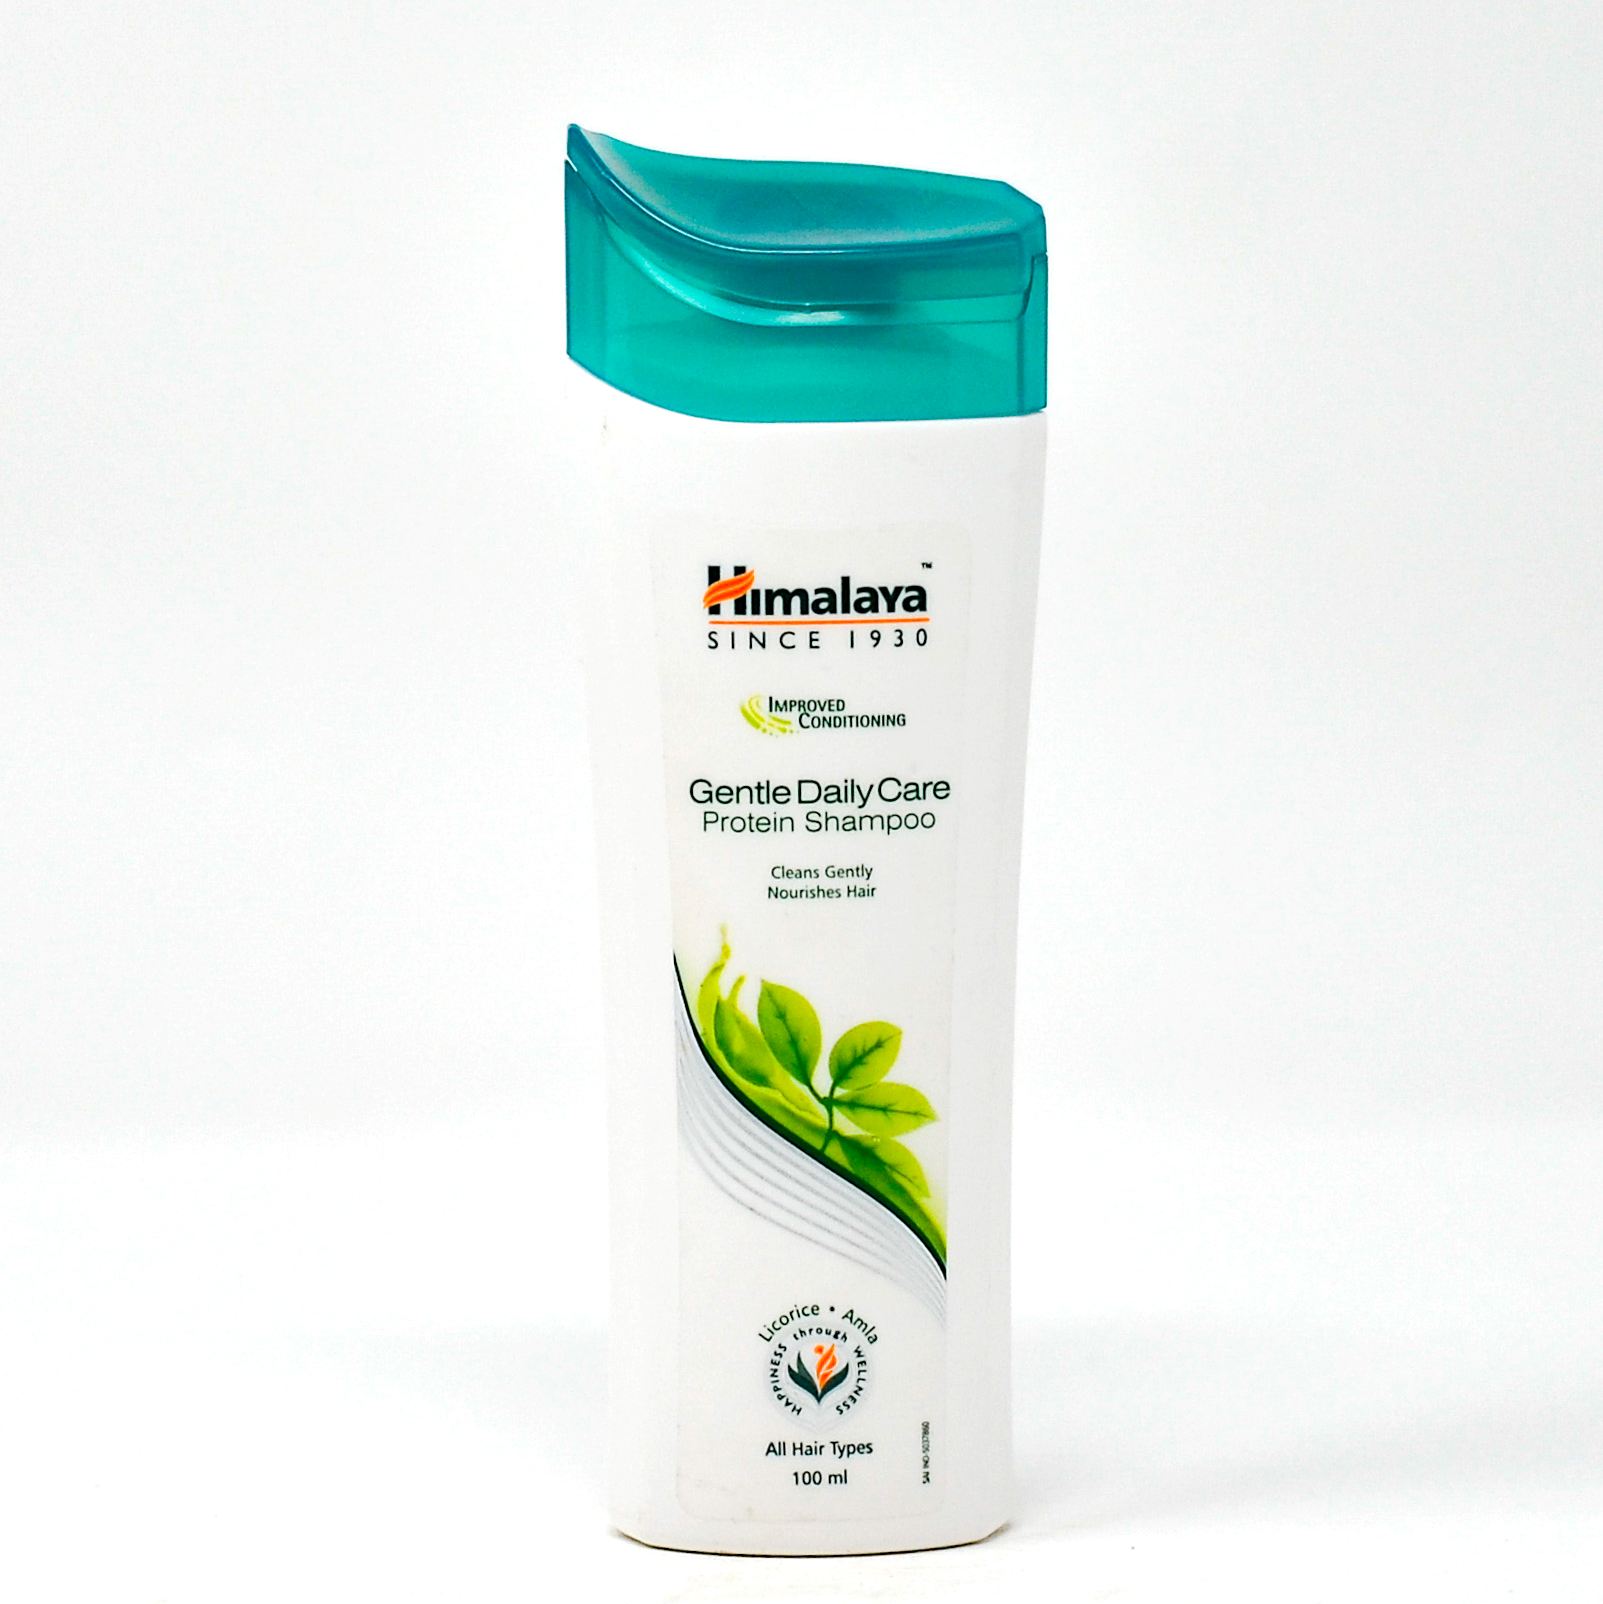 Himalaya™
SINCE 1930
IMPROVED
CONDITIONING
Gentle Daily Care
Protein Shampoo
Cleans Gently
Nourishes Hair
Licorice • Amla
HAPPINESS through WELLNESS
All Hair Types
100 ml